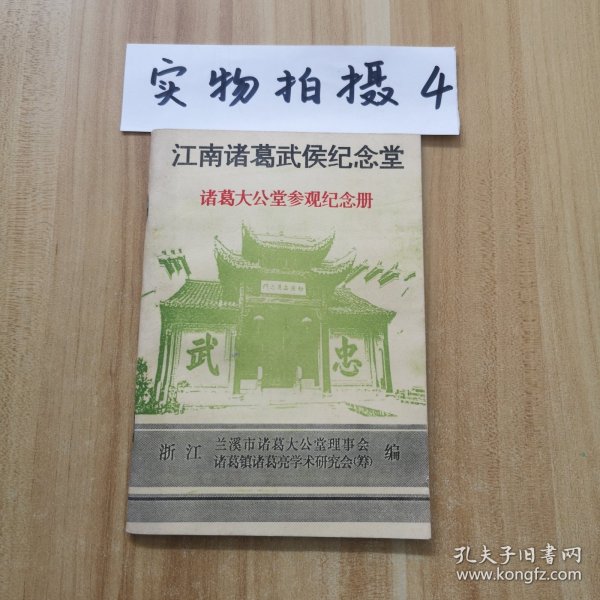 实物拍摄4
江南诸葛武侯纪念堂
诸葛大公堂参观纪念册
武
忠
浙江
兰溪市诸葛大公堂理事会
诸葛镇诸葛亮学术研究会(筹)
编
孔夫子旧书网
www.kongfz.com